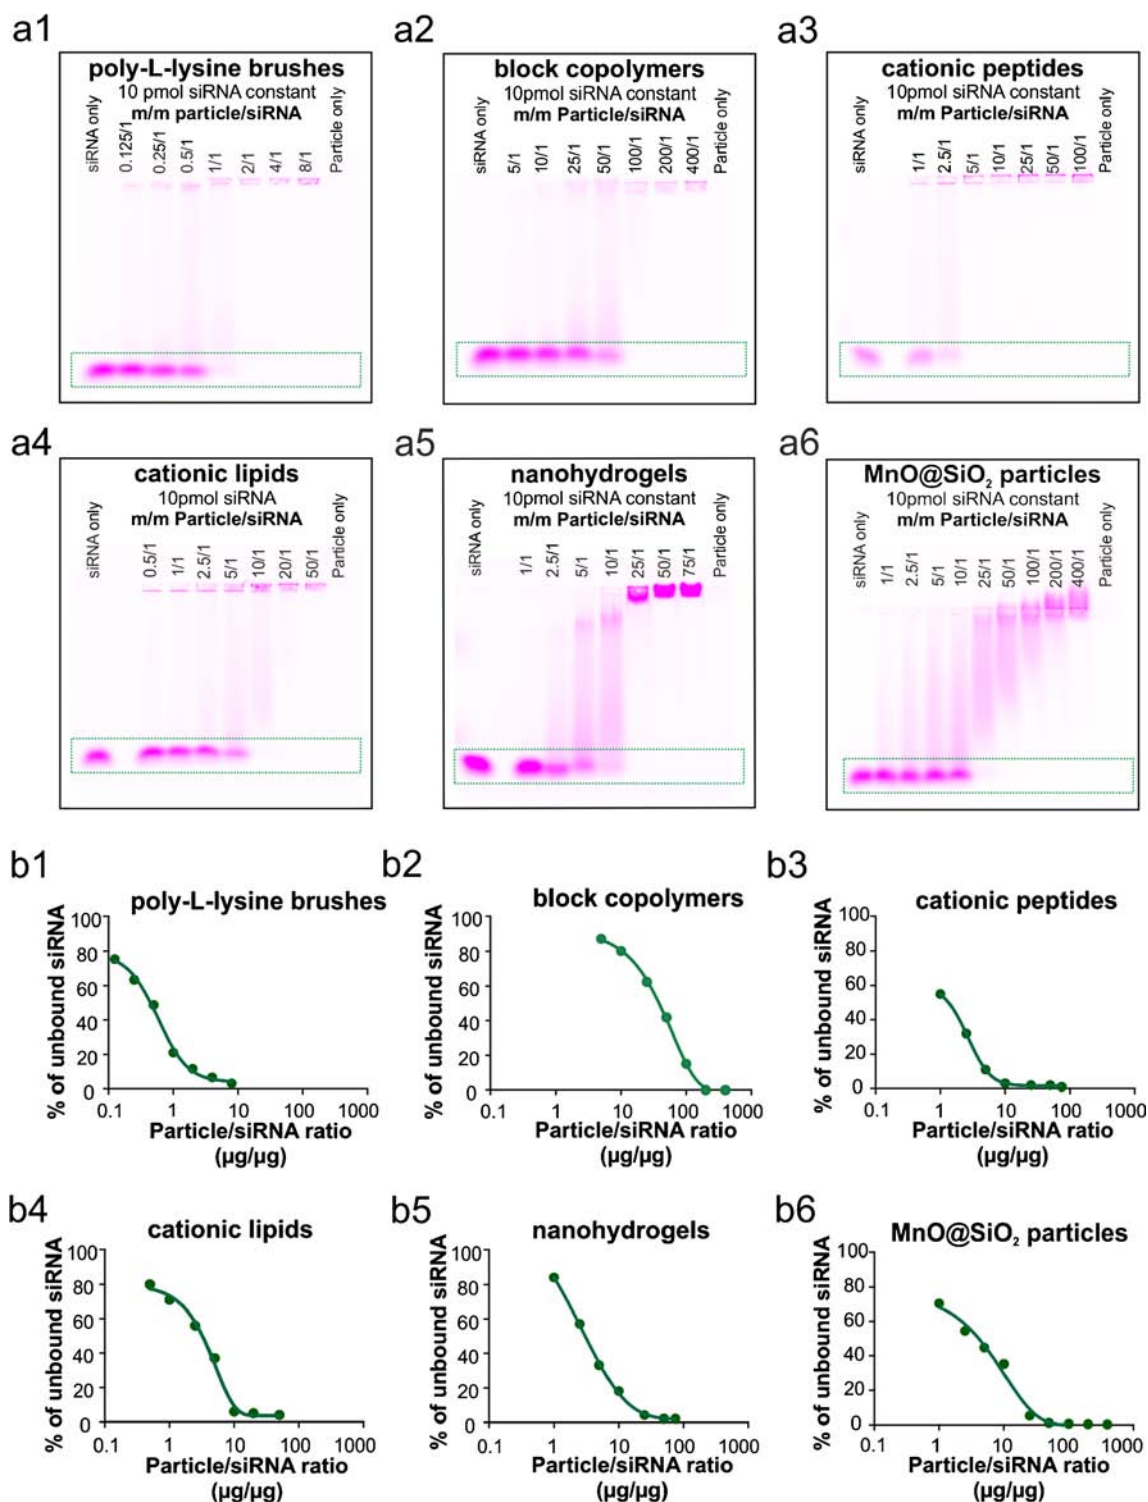 a1
poly-L-lysine brushes
10 pmol siRNA constant
m/m particle/siRNA
siRNA only
0.125/1
0.25/1
0.5/1
1/1
2/1
4/1
8/1
Particle only
a2
block copolymers
10pmol siRNA constant
m/m Particle/siRNA
siRNA only
5/1
10/1
25/1
50/1
100/1
200/1
400/1
Particle only
a3
cationic peptides
10pmol siRNA constant
m/m Particle/siRNA
siRNA only
1/1
2.5/1
5/1
10/1
25/1
50/1
100/1
Particle only
a4
cationic lipids
10pmol siRNA
m/m Particle/siRNA
siRNA only
0.5/1
1/1
2.5/1
5/1
10/1
20/1
50/1
Particle only
a5
nanohydrogels
10pmol siRNA constant
m/m Particle/siRNA
siRNA only
1/1
2.5/1
5/1
10/1
25/1
50/1
75/1
Particle only
a6
MnO@SiO₂ particles
10pmol siRNA constant
m/m Particle/siRNA
siRNA only
1/1
2.5/1
5/1
10/1
25/1
50/1
100/1
200/1
400/1
Particle only
b1
poly-L-lysine brushes
% of unbound siRNA
100
80
60
40
20
0
0.1 1 10 100 1000
Particle/siRNA ratio
(µg/µg)
b2
block copolymers
% of unbound siRNA
100
80
60
40
20
0
0.1 1 10 100 1000
Particle/siRNA ratio
(µg/µg)
b3
cationic peptides
% of unbound siRNA
100
80
60
40
20
0
0.1 1 10 100 1000
Particle/siRNA ratio
(µg/µg)
b4
cationic lipids
% of unbound siRNA
100
80
60
40
20
0
0.1 1 10 100 1000
Particle/siRNA ratio
(µg/µg)
b5
nanohydrogels
% of unbound siRNA
100
80
60
40
20
0
0.1 1 10 100 1000
Particle/siRNA ratio
(µg/µg)
b6
MnO@SiO₂ particles
% of unbound siRNA
100
80
60
40
20
0
0.1 1 10 100 1000
Particle/siRNA ratio
(µg/µg)